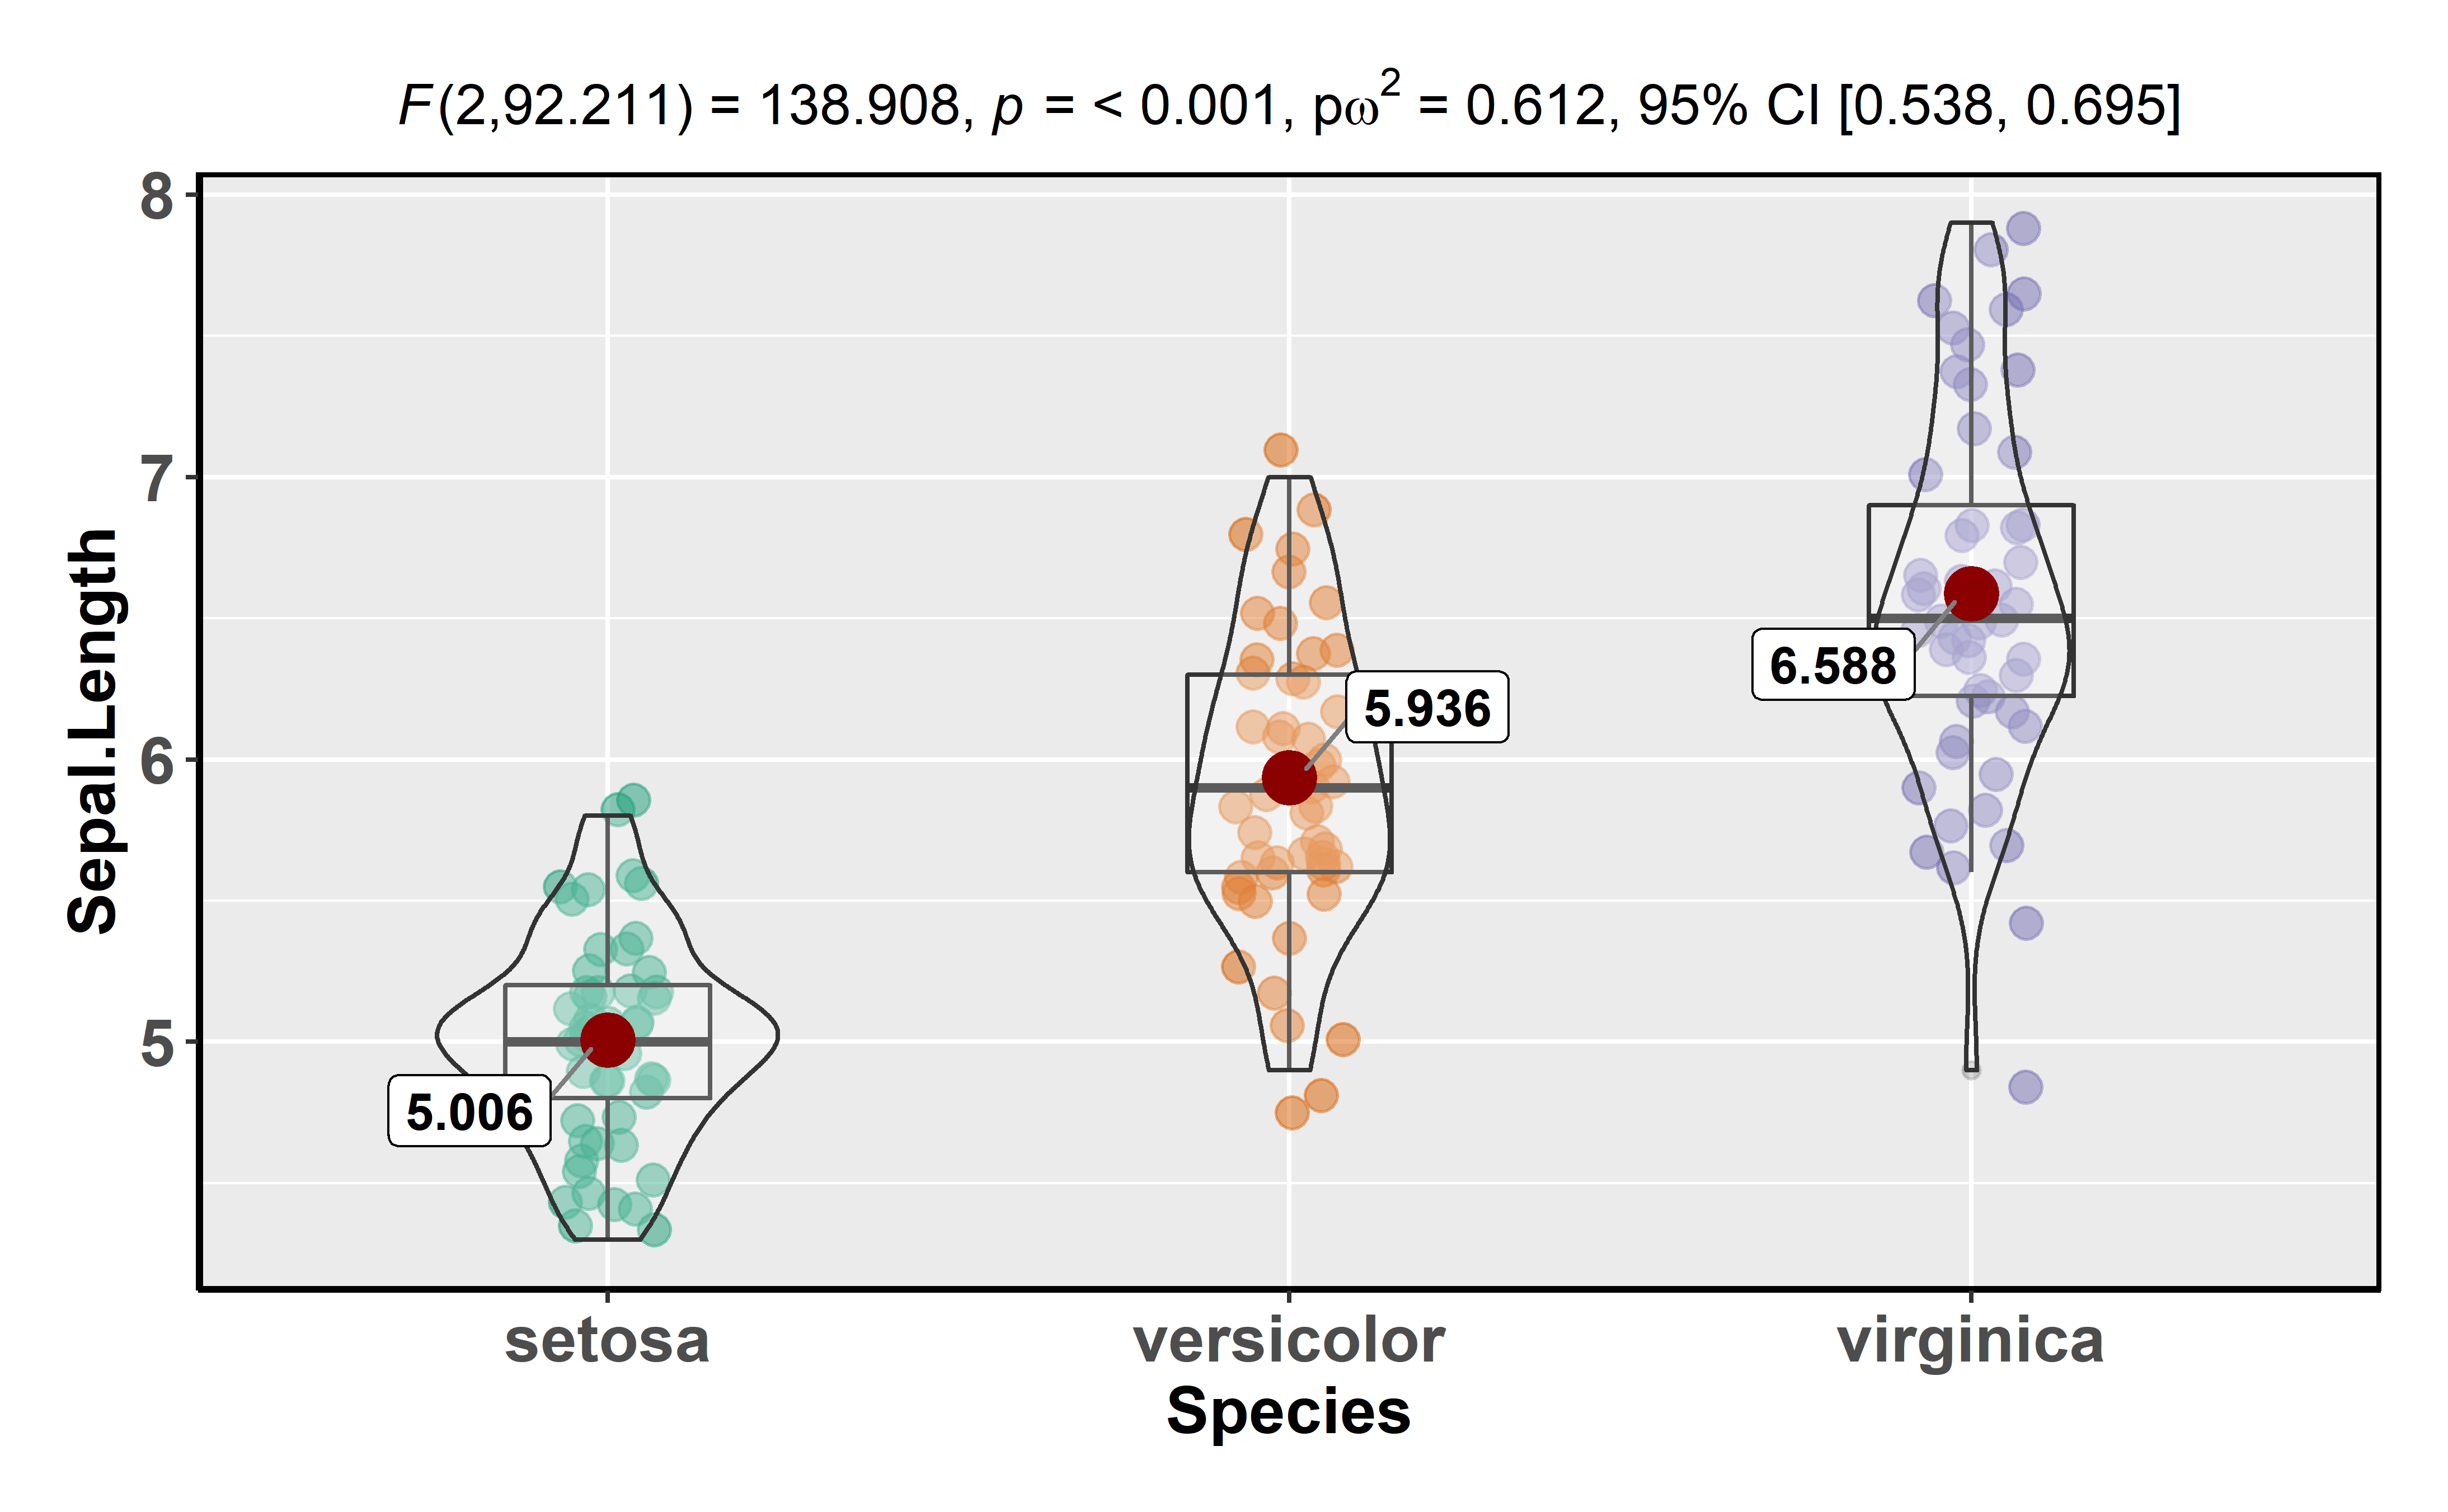 F(2,92.211) = 138.908, p = < 0.001, pω² = 0.612, 95% CI [0.538, 0.695]
8
7
6
5
Sepal.Length
6.588
5.936
5.006
setosa versicolor virginica
Species